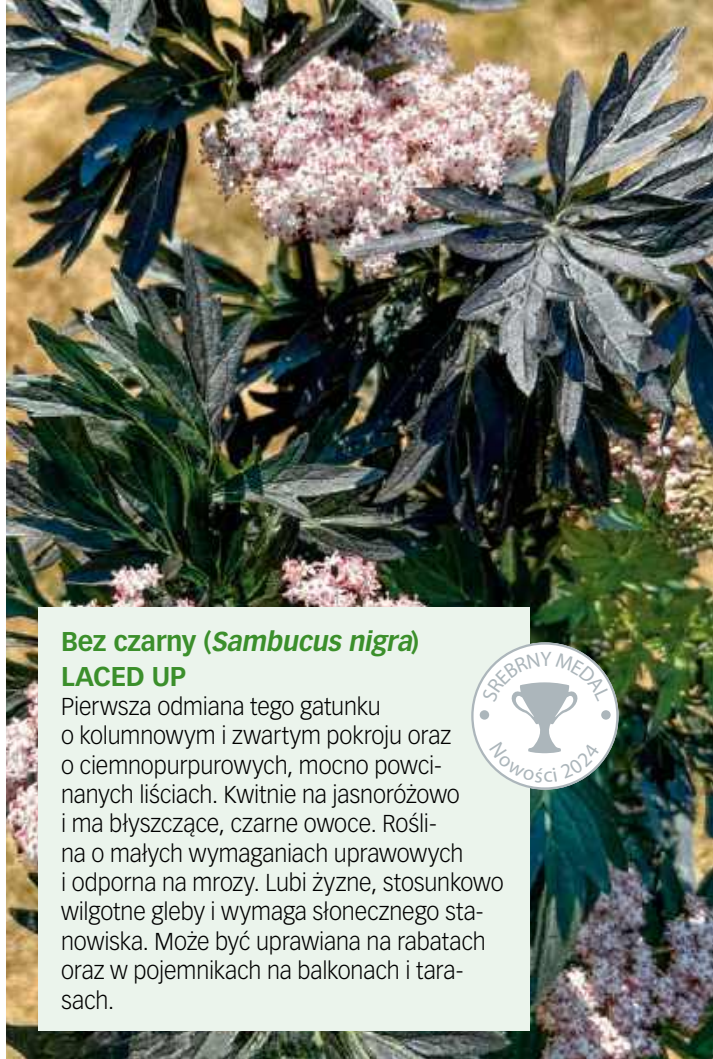 Bez czarny (Sambucus nigra)
LACED UP
Pierwsza odmiana tego gatunku
o kolumnowym i zwartym pokroju oraz
o ciemnopurpurowych, mocno powci-
nanych liściach. Kwitnie na jasnoróżowo
i ma błyszczące, czarne owoce. Rośli-
na o małych wymaganiach uprawowych
i odporna na mrozy. Lubi żyzne, stosunkowo
wilgotne gleby i wymaga słonecznego sta-
nowiska. Może być uprawiana na rabatach
oraz w pojemnikach na balkonach i tara-
sach.
SREBRNY MEDAL
Nowości 2024